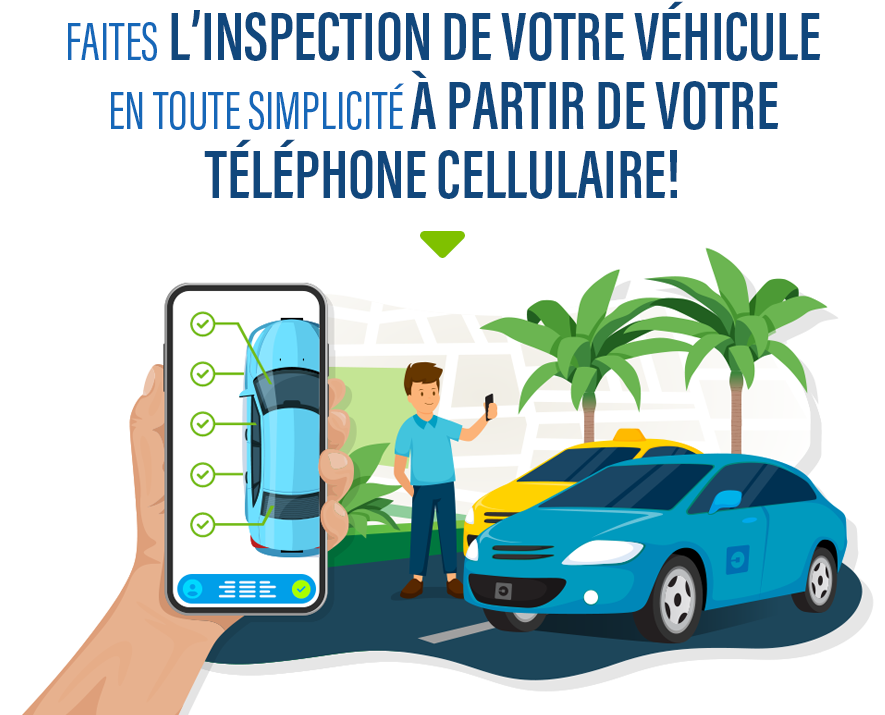 FAITES L'INSPECTION DE VOTRE VÉHICULE
EN TOUTE SIMPLICITÉ À PARTIR DE VOTRE
TÉLÉPHONE CELLULAIRE!